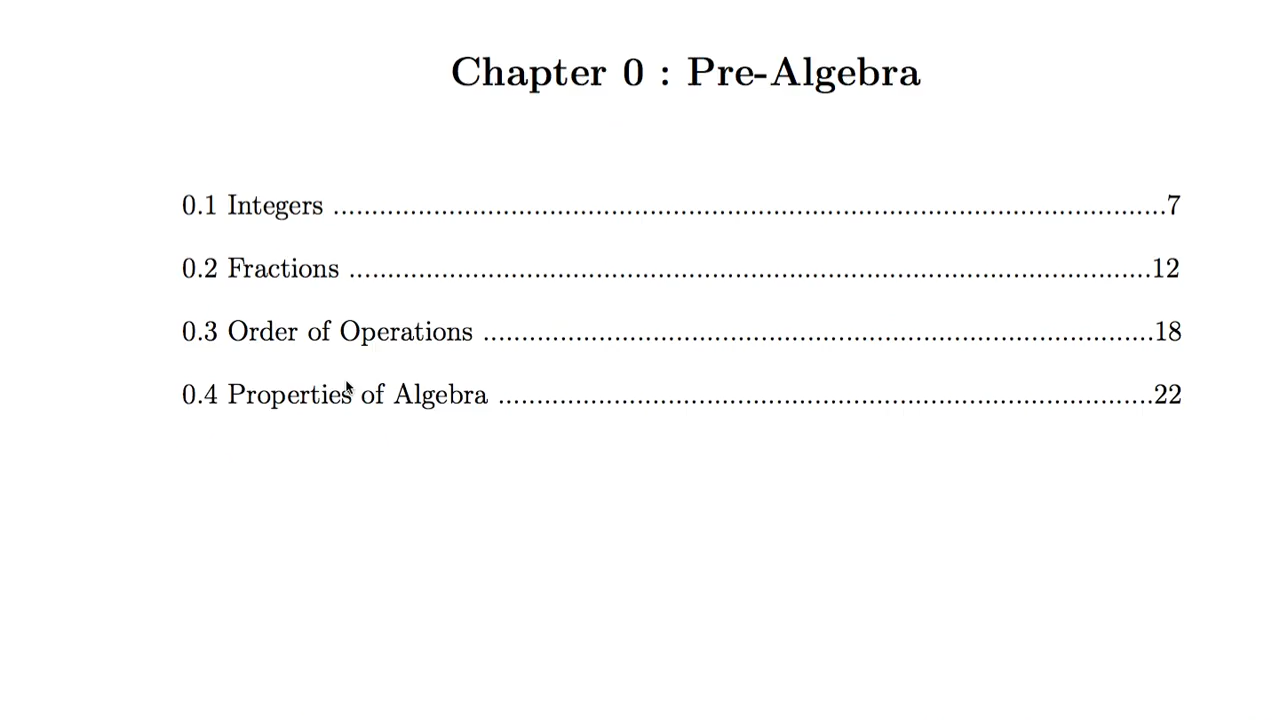 Chapter 0 : Pre-Algebra
0.1 Integers ..........................................................................................7
0.2 Fractions ......................................................................................12
0.3 Order of Operations ........................................................................18
0.4 Properties of Algebra ......................................................................22